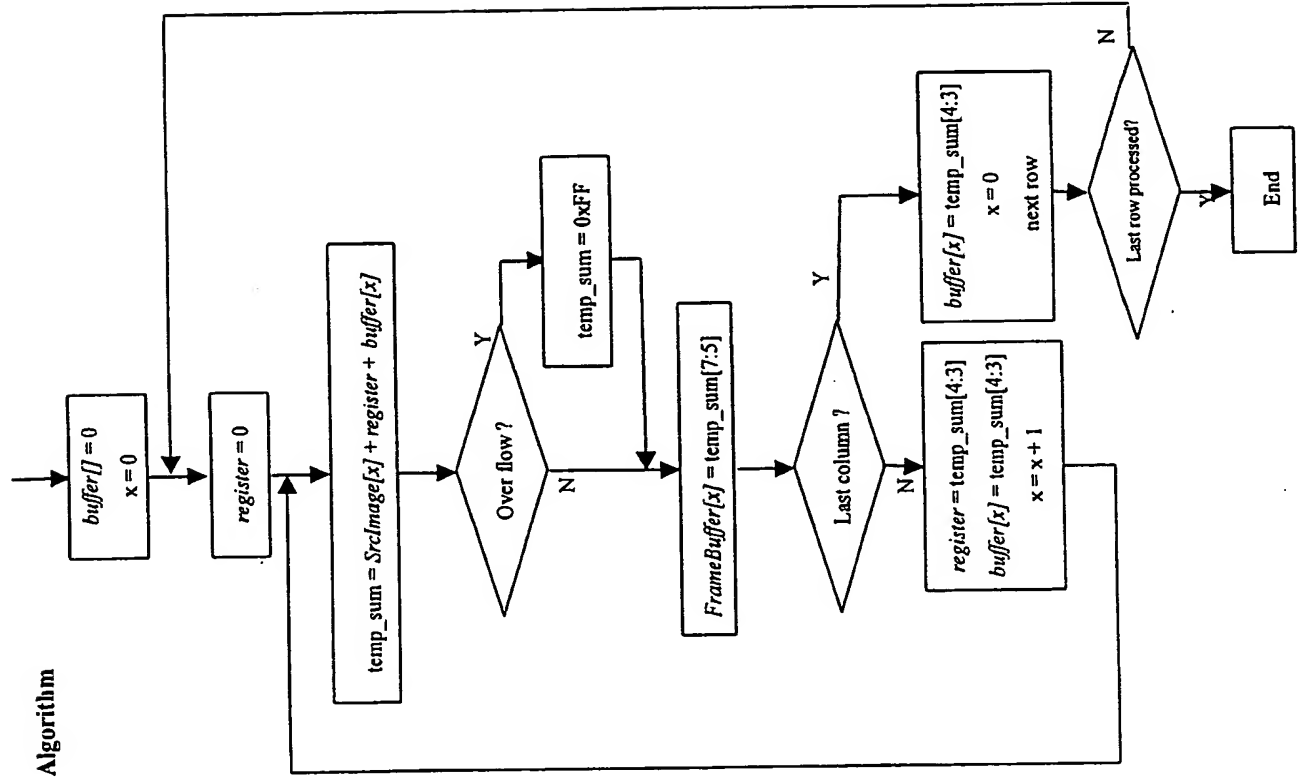 Algorithm
buffer[] = 0
x = 0
register = 0
temp_sum = SrcImage[x] + register + buffer[x]
Over flow?
Y
N
temp_sum = 0xFF
FrameBuffer[x] = temp_sum[7:5]
Last column ?
Y
N
register = temp_sum[4:3]
buffer[x] = temp_sum[4:3]
x = x + 1
buffer[x] = temp_sum[4:3]
x = 0
next row
Last row processed?
N
Y
End